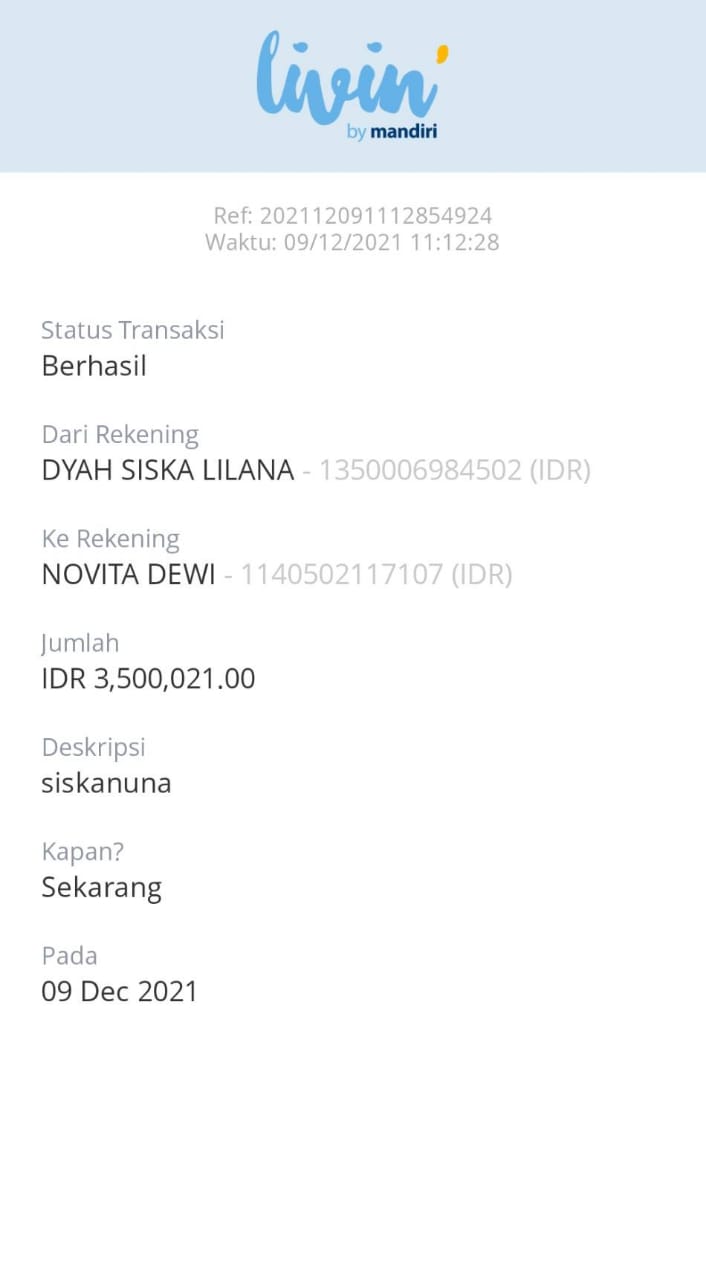 livin'
by mandiri
Ref: 202112091112854924
Waktu: 09/12/2021 11:12:28
Status Transaksi
Berhasil
Dari Rekening
DYAH SISKA LILANA - 1350006984502 (IDR)
Ke Rekening
NOVITA DEWI - 1140502117107 (IDR)
Jumlah
IDR 3,500,021.00
Deskripsi
siskanuna
Kapan?
Sekarang
Pada
09 Dec 2021